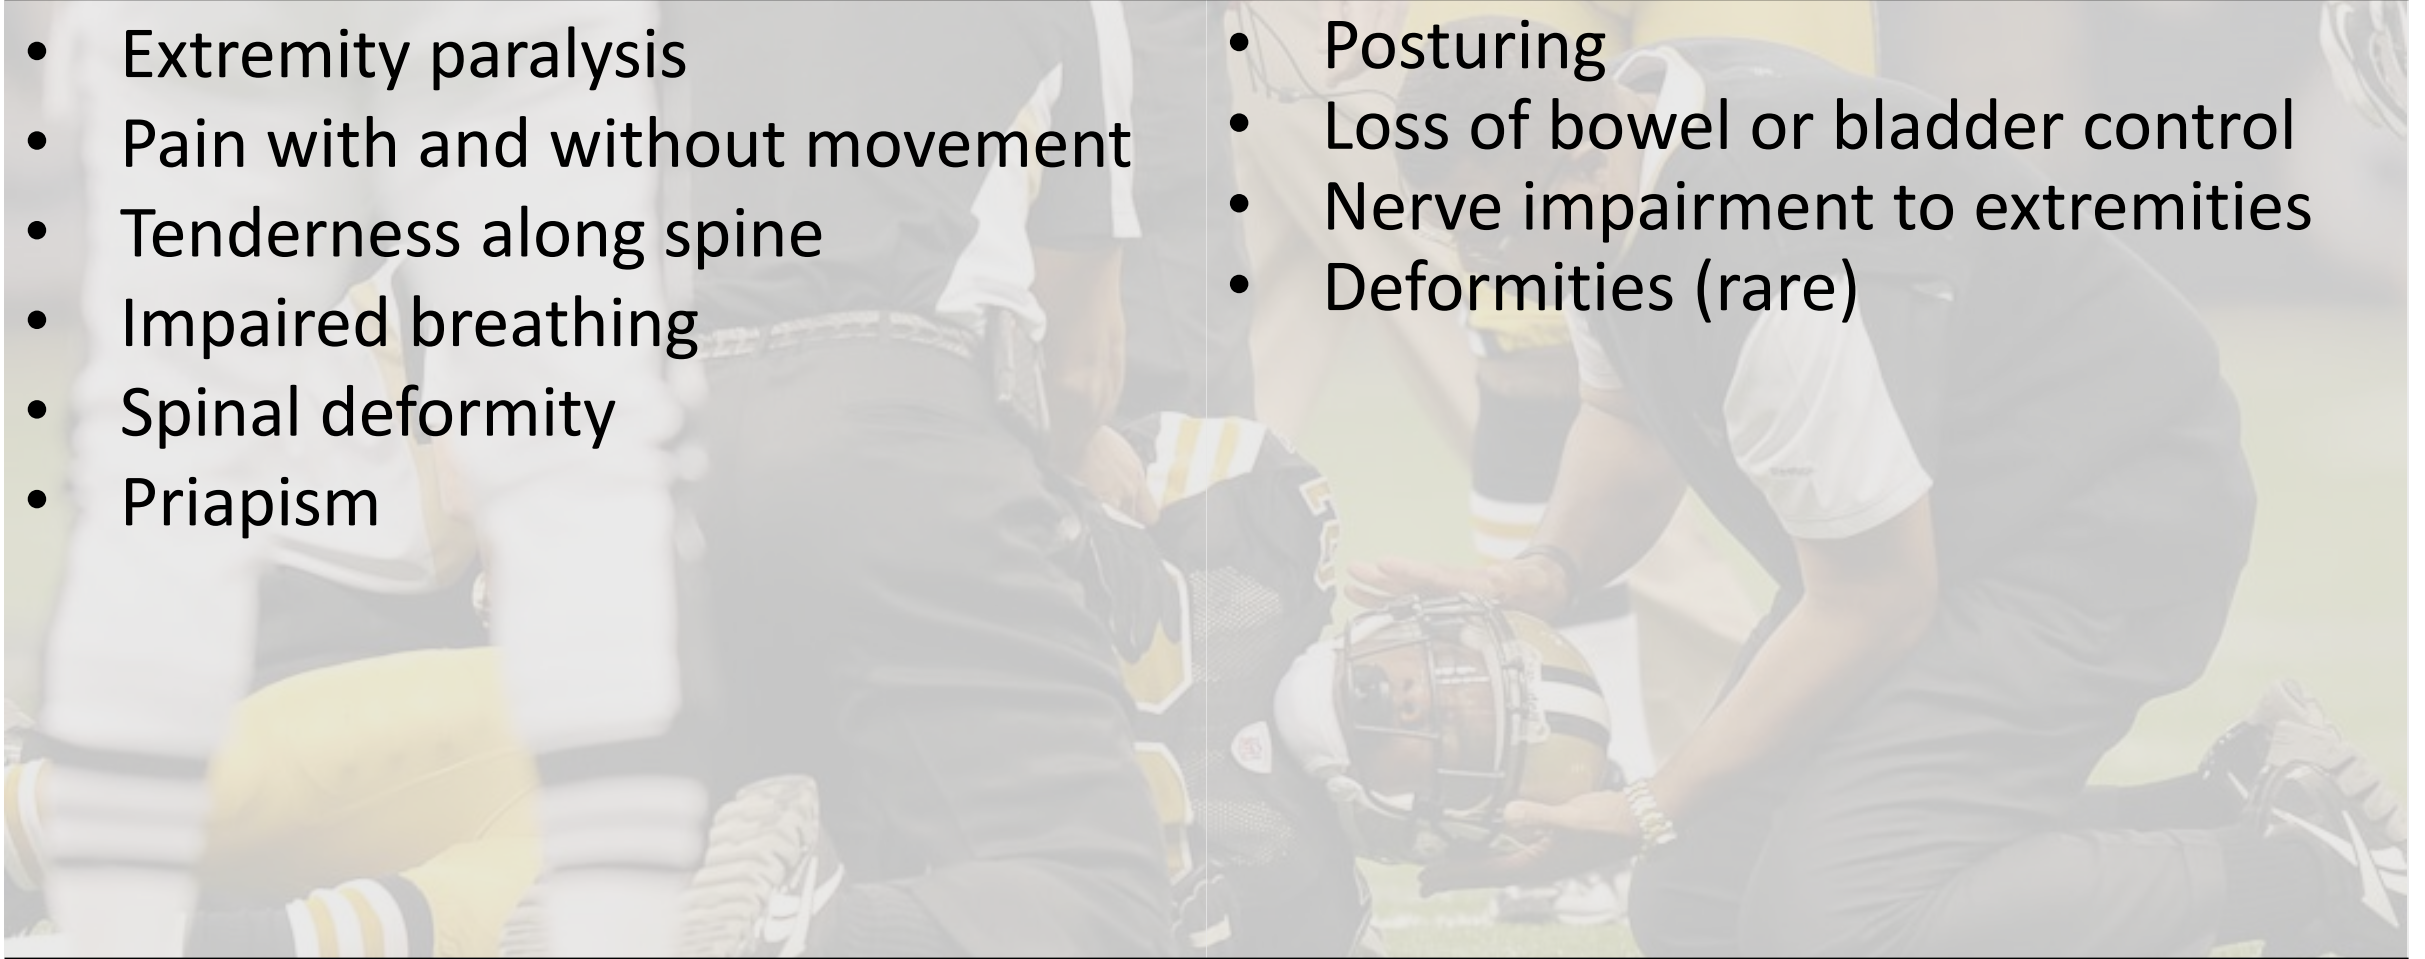 • Extremity paralysis
• Pain with and without movement
• Tenderness along spine
• Impaired breathing
• Spinal deformity
• Priapism
• Posturing
• Loss of bowel or bladder control
• Nerve impairment to extremities
• Deformities (rare)